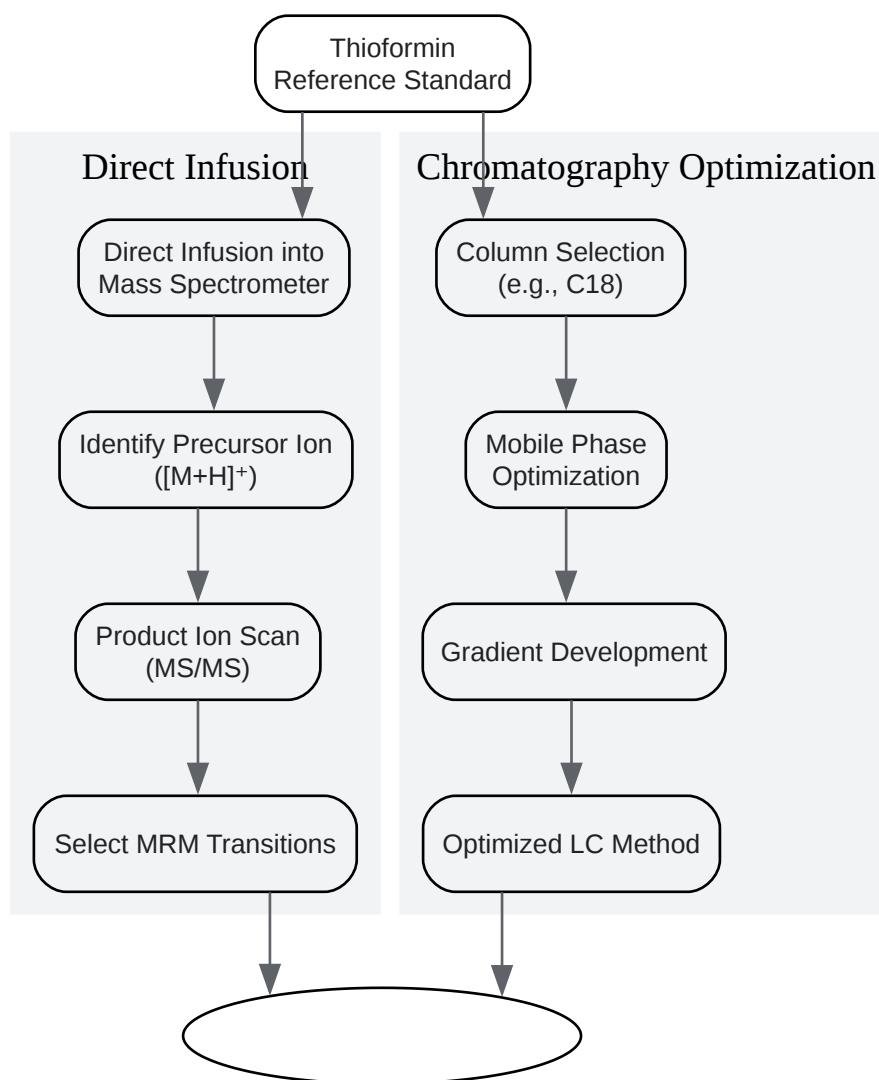 Thioformin
Reference Standard
Direct Infusion
Direct Infusion into
Mass Spectrometer
Identify Precursor Ion
([M+H]⁺)
Product Ion Scan
(MS/MS)
Select MRM Transitions
Chromatography Optimization
Column Selection
(e.g., C18)
Mobile Phase
Optimization
Gradient Development
Optimized LC Method